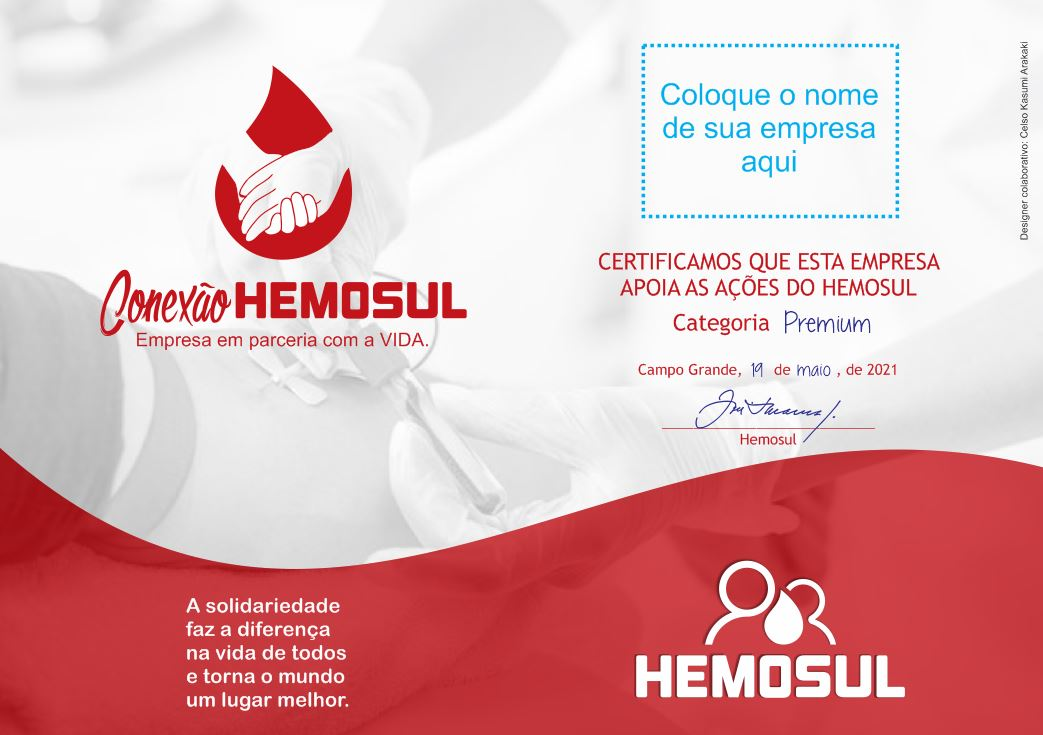 Conexão HEMOSUL
Empresa em parceria com a VIDA.
Coloque o nome
de sua empresa
aqui
CERTIFICAMOS QUE ESTA EMPRESA
APOIA AS AÇÕES DO HEMOSUL
Categoria Premium
Campo Grande, 19 de maio , de 2021
Hemosul
Designer colaborativo: Celso Kasumi Arakaki
A solidariedade
faz a diferença
na vida de todos
e torna o mundo
um lugar melhor.
HEMOSUL